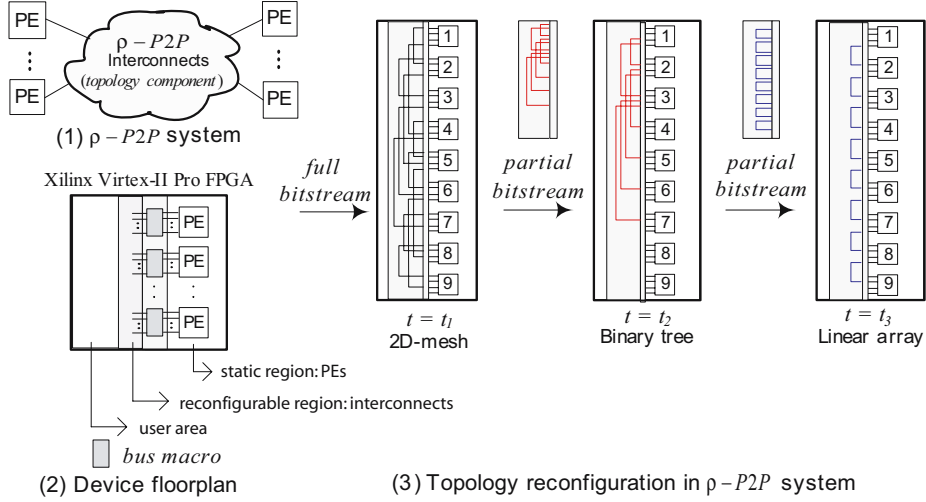 PE
PE
ρ – P2P
Interconnects
(topology component)
PE
PE
(1) ρ – P2P system
Xilinx Virtex-II Pro FPGA
PE
PE
PE
static region: PEs
reconfigurable region: interconnects
user area
bus macro
(2) Device floorplan
full
bitstream
1
2
3
4
5
6
7
8
9
t = t1
2D-mesh
partial
bitstream
1
2
3
4
5
6
7
8
9
t = t2
Binary tree
partial
bitstream
1
2
3
4
5
6
7
8
9
t = t3
Linear array
(3) Topology reconfiguration in ρ – P2P system